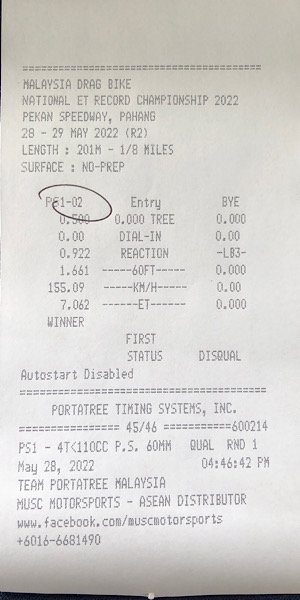 ==========================================
MALAYSIA DRAG BIKE
NATIONAL ET RECORD CHAMPIONSHIP 2022
PEKAN SPEEDWAY, PAHANG
28 - 29 MAY 2022 (R2)
LENGTH : 201M - 1/8 MILES
SURFACE : NO-PREP
PS1-02 Entry BYE
0.500 0.000 TREE 0.000
0.00 DIAL-IN 0.00
0.922 REACTION -LB3-
1.661 ------60FT------ 0.000
155.09 -----KM/H----- 0.00
7.062 ------ET------ 0.000
WINNER
FIRST
STATUS DISQUAL
Autostart Disabled
==========================================
PORTATREE TIMING SYSTEMS, INC.
================= 45/46 ===========600214
PS1 - 4T<110CC P.S. 60MM QUAL RND 1
May 28, 2022 04:46:42 PM
TEAM PORTATREE MALAYSIA
MUSC MOTORSPORTS - ASEAN DISTRIBUTOR
www.facebook.com/muscmotorsports
+6016-6681490